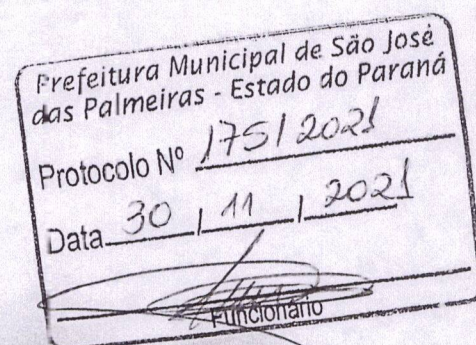 Prefeitura Municipal de São José
das Palmeiras - Estado do Paraná
Protocolo Nº 175/2021
Data 30 / 11 / 2021
Funcionário